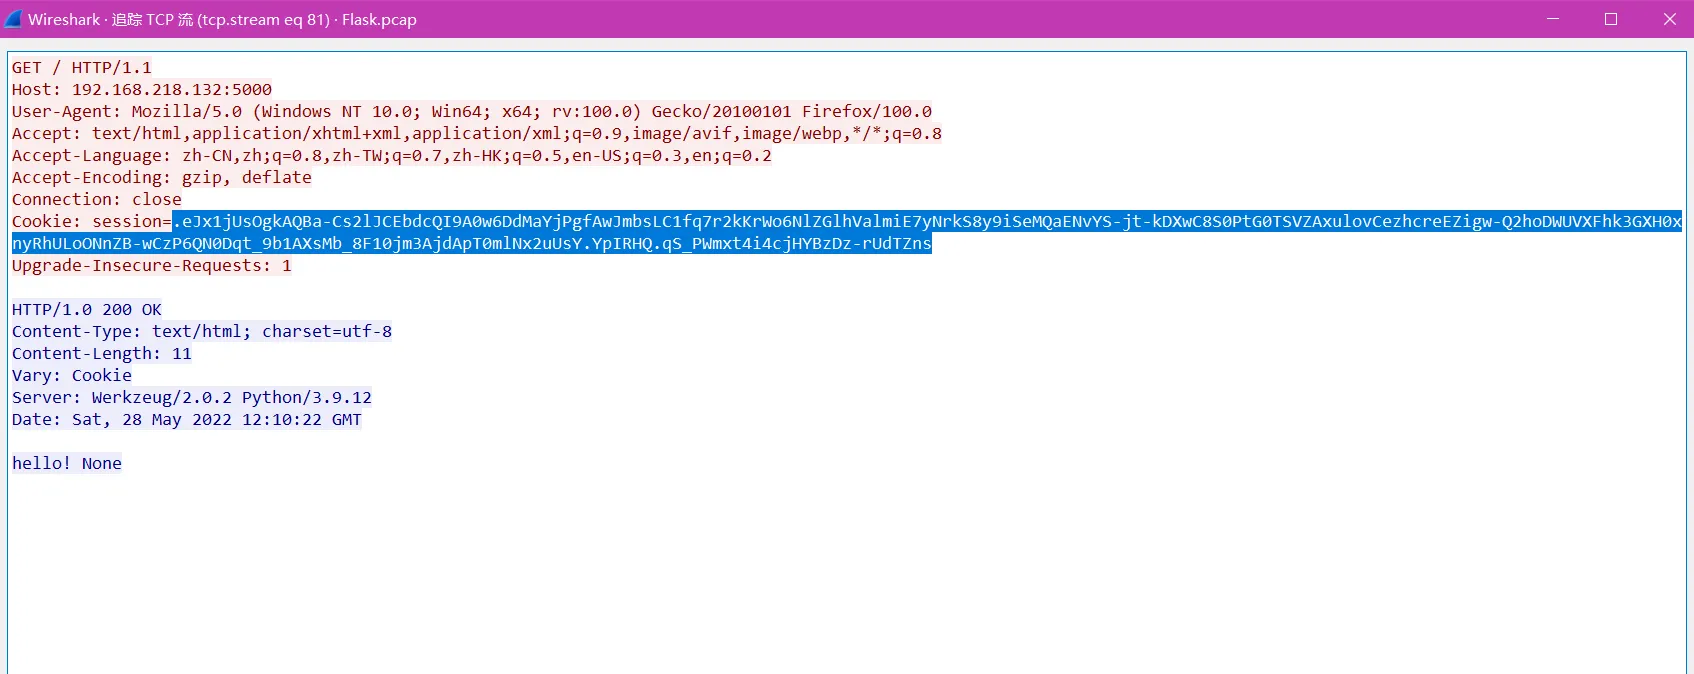 Wireshark · 追踪 TCP 流 (tcp.stream eq 81) · Flask.pcap
GET / HTTP/1.1
Host: 192.168.218.132:5000
User-Agent: Mozilla/5.0 (Windows NT 10.0; Win64; x64; rv:100.0) Gecko/20100101 Firefox/100.0
Accept: text/html,application/xhtml+xml,application/xml;q=0.9,image/avif,image/webp,*/*;q=0.8
Accept-Language: zh-CN,zh;q=0.8,zh-TW;q=0.7,zh-HK;q=0.5,en-US;q=0.3,en;q=0.2
Accept-Encoding: gzip, deflate
Connection: close
Cookie: session=.eJx1jUsOgkAQBa-Cs2lJCEbdcQI9A0w6DdMaYjPgfAwJmbsLC1fq7r2kKrWo6NlZGlhValmiE7yNrkS8y9iSeMQaENvYS-jt-kDXwC8S0PtG0TSVZAxulovCezhcreEZigw-Q2hoDWUVXFhk3GXH0x
nyRhULoONnZB-wCzP6QN0Dqt_9b1AXsMb_8F10jm3AjdApT0mlNx2uUsY.YpIRHQ.qS_PWmxt4i4cjHYBzDz-rUdTZns
Upgrade-Insecure-Requests: 1
HTTP/1.0 200 OK
Content-Type: text/html; charset=utf-8
Content-Length: 11
Vary: Cookie
Server: Werkzeug/2.0.2 Python/3.9.12
Date: Sat, 28 May 2022 12:10:22 GMT
hello! None